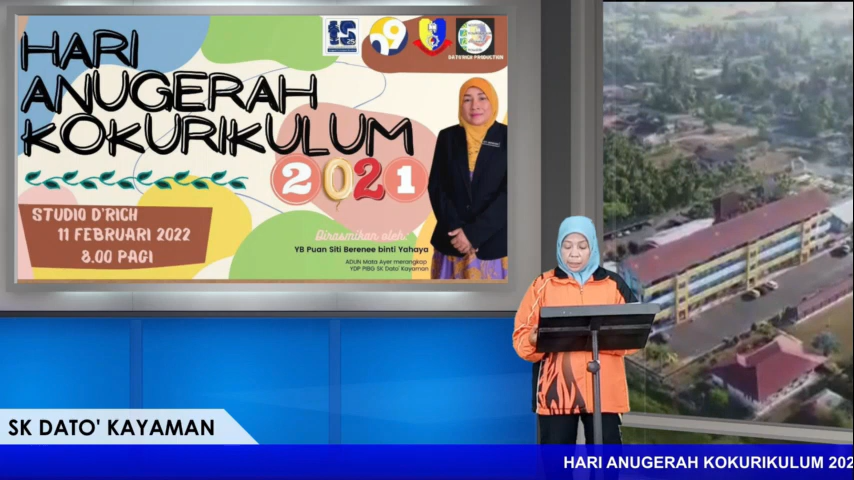 HARI
ANUGERAH
KOKURIKULUM
2021
STUDIO D'RICH
11 FEBRUARI 2022
8.00 PAGI
Dirasmikan oleh:
YB Puan Siti Berenee binti Yahaya
ADUN Mata Ayer merangkap
YDP PIBG SK Dato' Kayaman
SK DATO' KAYAMAN
HARI ANUGERAH KOKURIKULUM 202